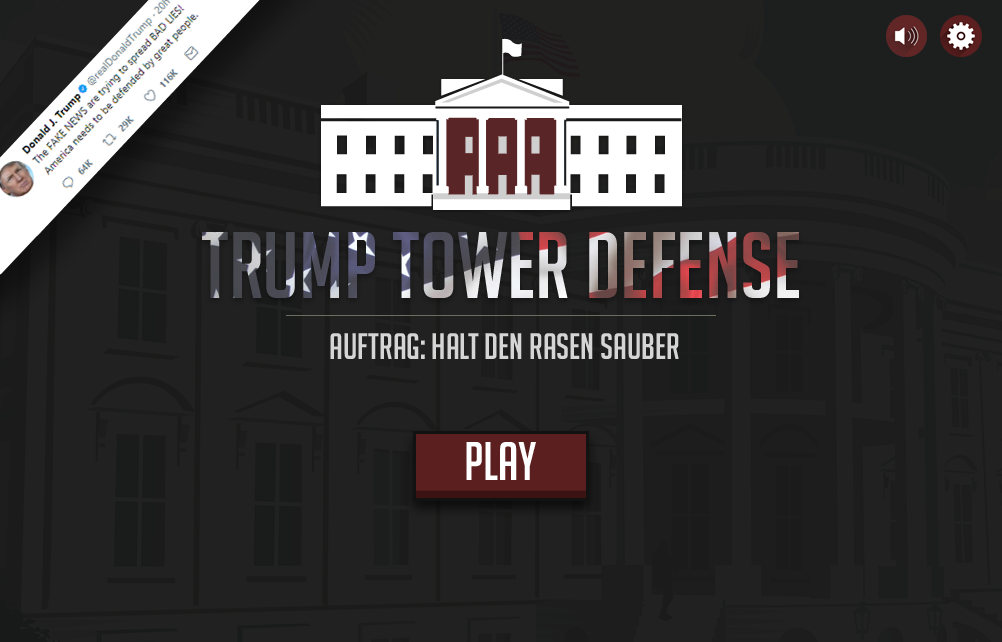 Donald J. Trump @realDonaldTrump · 20h
The FAKE NEWS are trying to spread BAD LIES!
America needs to be defended by great people.
64K 29K 116K
TRUMP TOWER DEFENSE
AUFTRAG: HALT DEN RASEN SAUBER
PLAY